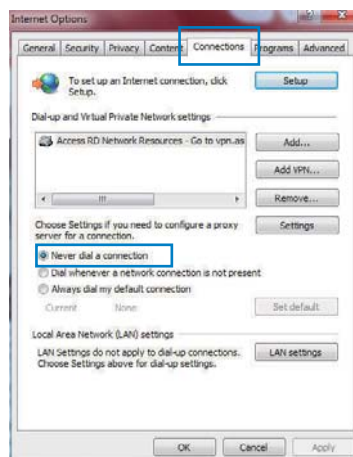 Internet Options
General Security Privacy Content Connections Programs Advanced
To set up an Internet connection, click Setup.
Setup
Dial-up and Virtual Private Network settings
Access RD Network Resources - Go to vpn.as
Add...
Add VPN...
Remove...
Choose Settings if you need to configure a proxy
server for a connection.
Settings
Never dial a connection
Dial whenever a network connection is not present
Always dial my default connection
Current None
Set default
Local Area Network (LAN) settings
LAN Settings do not apply to dial-up connections.
Choose Settings above for dial-up settings.
LAN settings
OK Cancel Apply